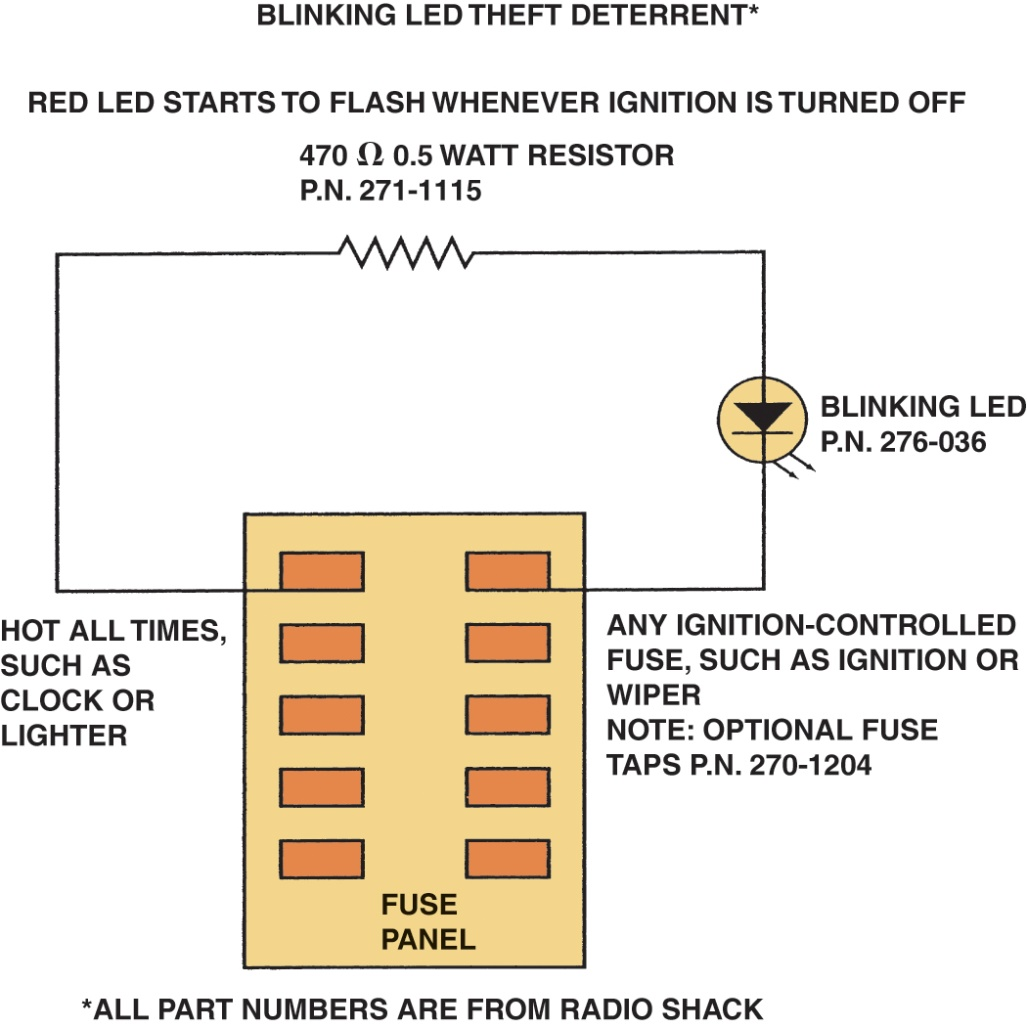 BLINKING LED THEFT DETERRENT*
RED LED STARTS TO FLASH WHENEVER IGNITION IS TURNED OFF
470 Ω 0.5 WATT RESISTOR
P.N. 271-1115
BLINKING LED
P.N. 276-036
HOT ALL TIMES,
SUCH AS
CLOCK OR
LIGHTER
ANY IGNITION-CONTROLLED
FUSE, SUCH AS IGNITION OR
WIPER
NOTE: OPTIONAL FUSE
TAPS P.N. 270-1204
FUSE
PANEL
*ALL PART NUMBERS ARE FROM RADIO SHACK